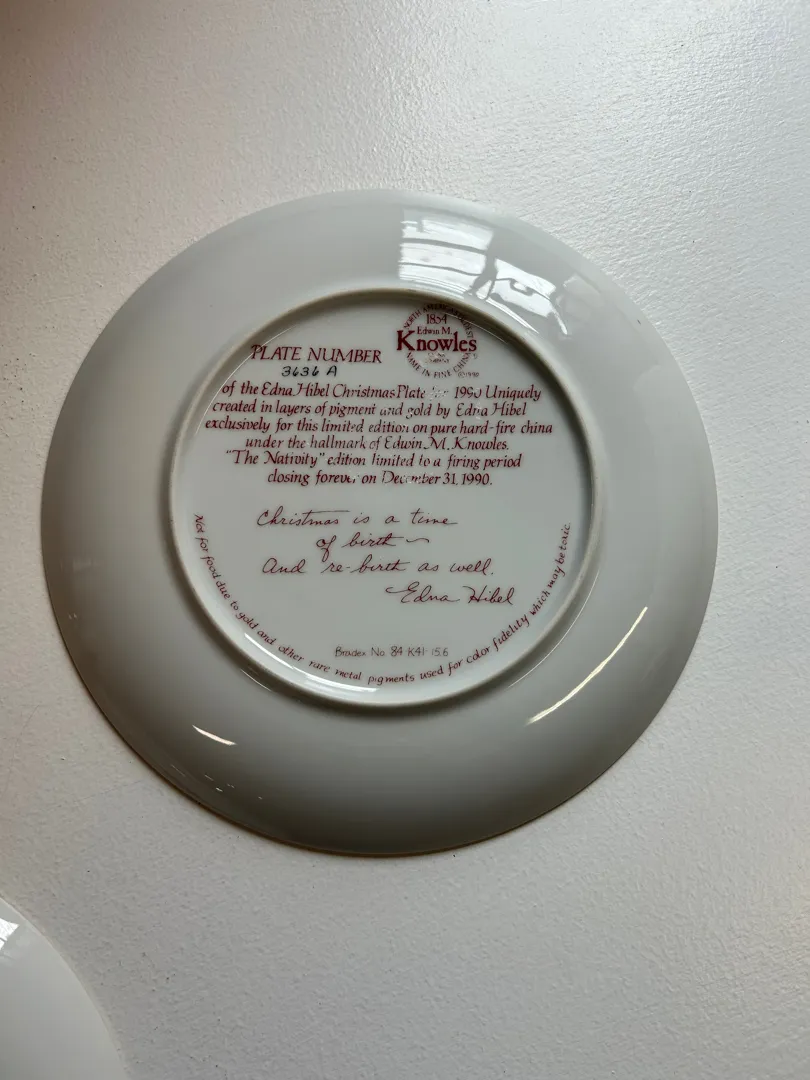 1854
Edwin M.
Knowles
MADE IN FINE CHINA
PLATE NUMBER
3636 A
of the Edna Hibel Christmas Plate 1990 Uniquely
created in layers of pigment and gold by Edna Hibel
exclusively for this limited edition on pure hard-fire china
under the hallmark of Edwin M. Knowles.
"The Nativity" edition limited to a firing period
closing forever on December 31, 1990.
Christmas is a time
of birth ~
And re-birth as well.
Edna Hibel
Bradex No. 84 K41 15.6
Not for food due to gold and other rare metal pigments used for color fidelity which may be toxic.